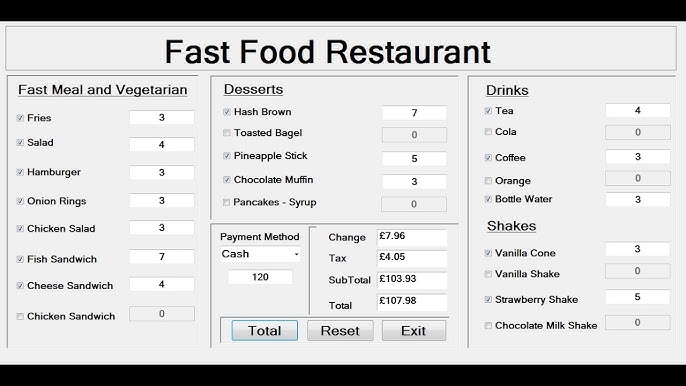 Fast Food Restaurant
Fast Meal and Vegetarian
Fries 3
Salad 4
Hamburger 3
Onion Rings 3
Chicken Salad 3
Fish Sandwich 7
Cheese Sandwich 4
Chicken Sandwich 0
Desserts
Hash Brown 7
Toasted Bagel 0
Pineapple Stick 5
Chocolate Muffin 3
Pancakes - Syrup 0
Payment Method
Cash
120
Change £7.96
Tax £4.05
SubTotal £103.93
Total £107.98
Total Reset Exit
Drinks
Tea 4
Cola 0
Coffee 3
Orange 0
Bottle Water 3
Shakes
Vanilla Cone 3
Vanilla Shake 0
Strawberry Shake 5
Chocolate Milk Shake 0